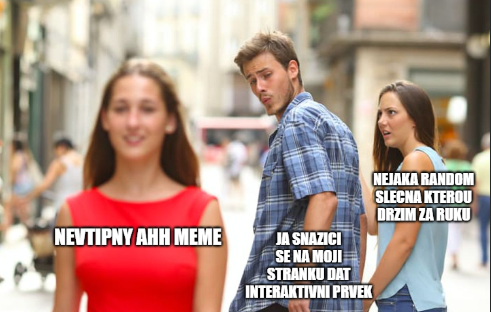 NEVTIPNY AHH MEME
JA SNAZICI
SE NA MOJI
STRANKU DAT
INTERAKTIVNI PRVEK
NEJAKA RANDOM
SLECNA KTEROU
DRZIM ZA RUKU